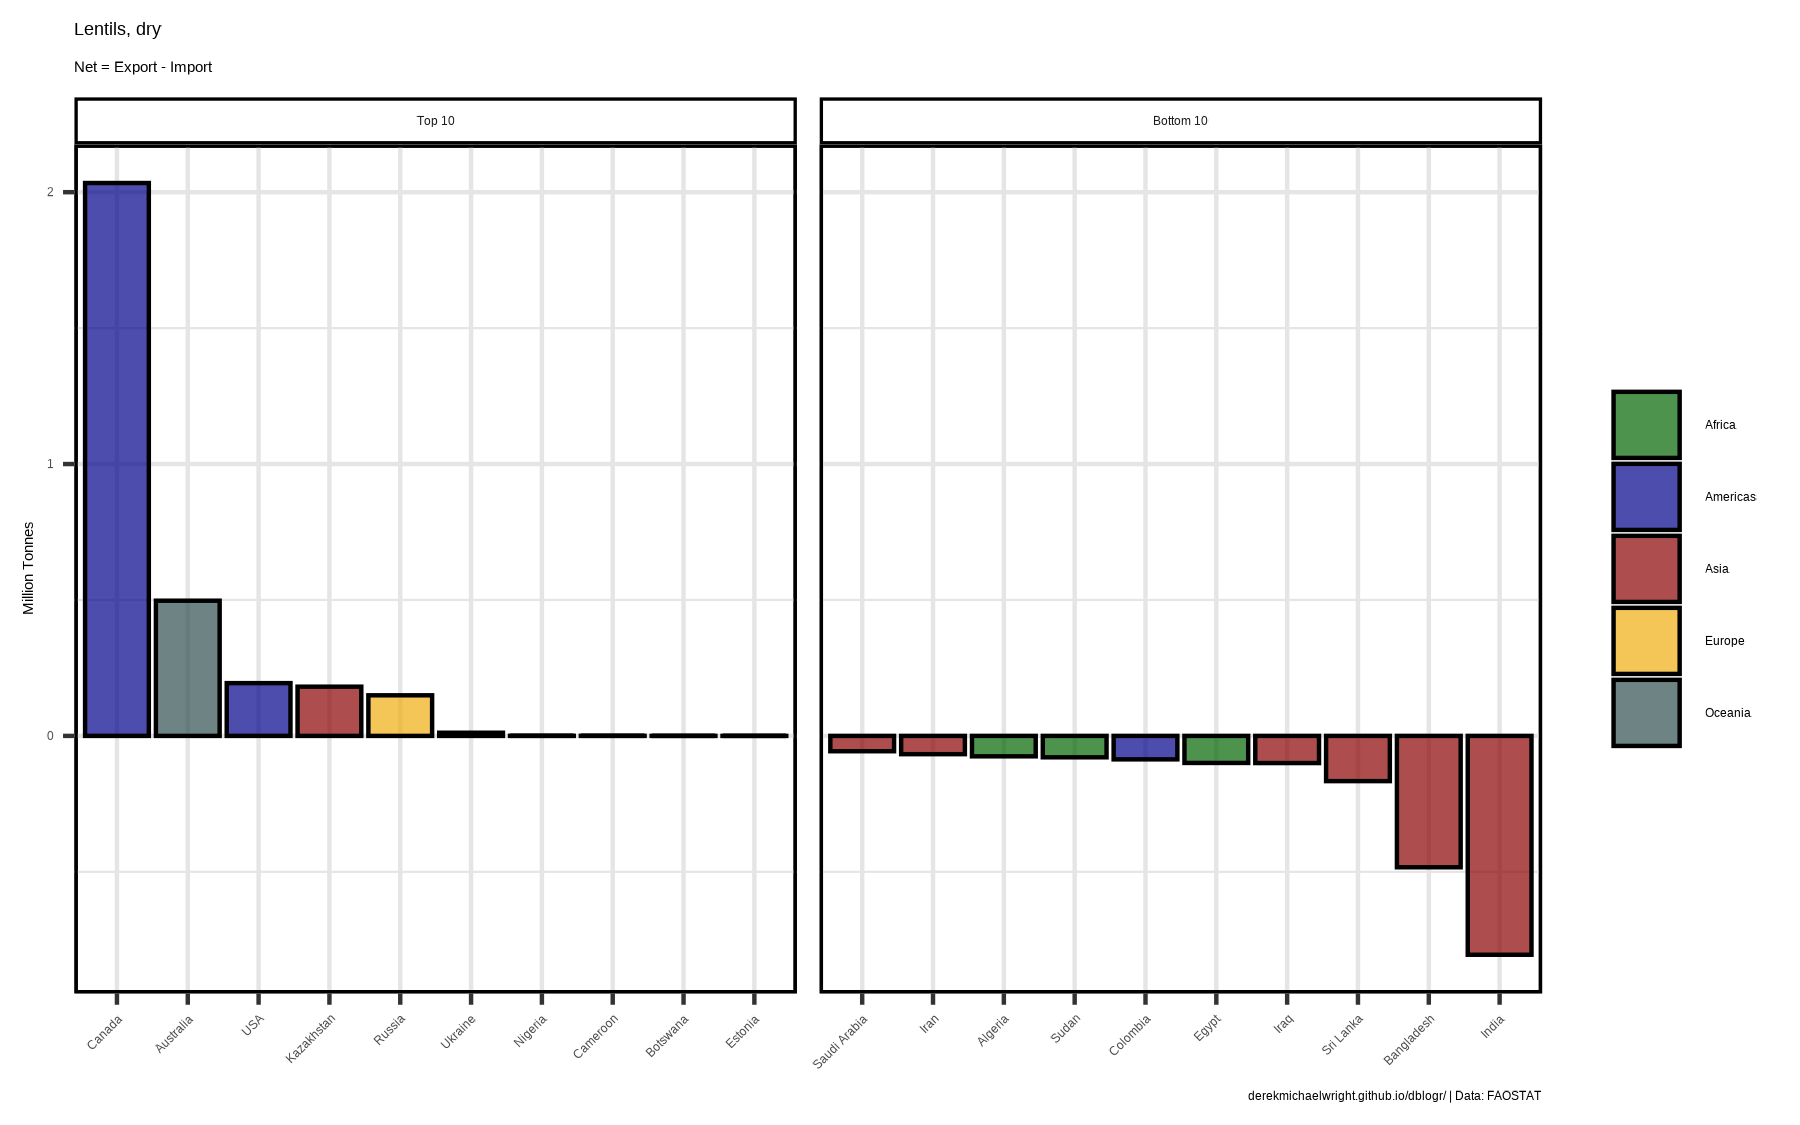 Lentils, dry
Net = Export - Import
Top 10
Bottom 10
2
1
0
Million Tonnes
Canada
Australia
USA
Kazakhstan
Russia
Ukraine
Nigeria
Cameroon
Botswana
Estonia
Saudi Arabia
Iran
Algeria
Sudan
Colombia
Egypt
Iraq
Sri Lanka
Bangladesh
India
Africa
Americas
Asia
Europe
Oceania
derekmichaelwright.github.io/dblogr/ | Data: FAOSTAT